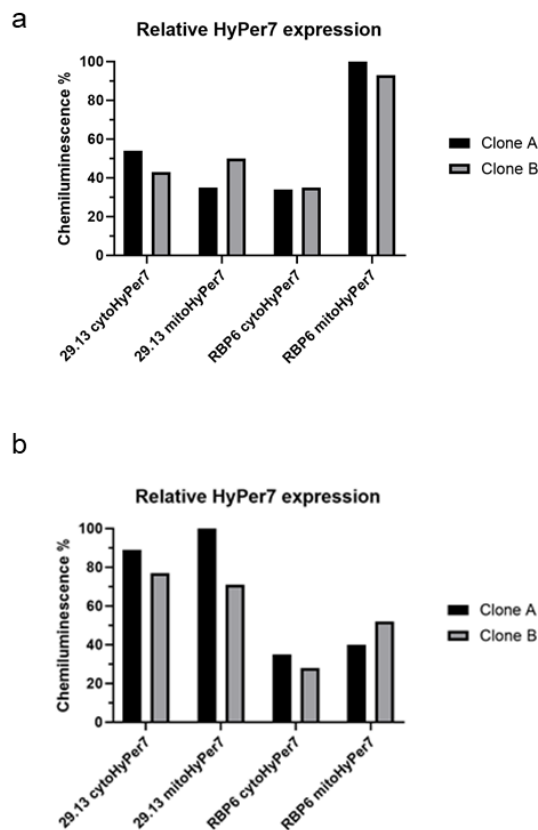 a
Relative HyPer7 expression
Chemiluminescence %
100
80
60
40
20
0
29.13 cytoHyPer7
29.13 mitoHyPer7
RBP6 cytoHyPer7
RBP6 mitoHyPer7
Clone A
Clone B
b
Relative HyPer7 expression
Chemiluminescence %
100
80
60
40
20
0
29.13 cytoHyPer7
29.13 mitoHyPer7
RBP6 cytoHyPer7
RBP6 mitoHyPer7
Clone A
Clone B